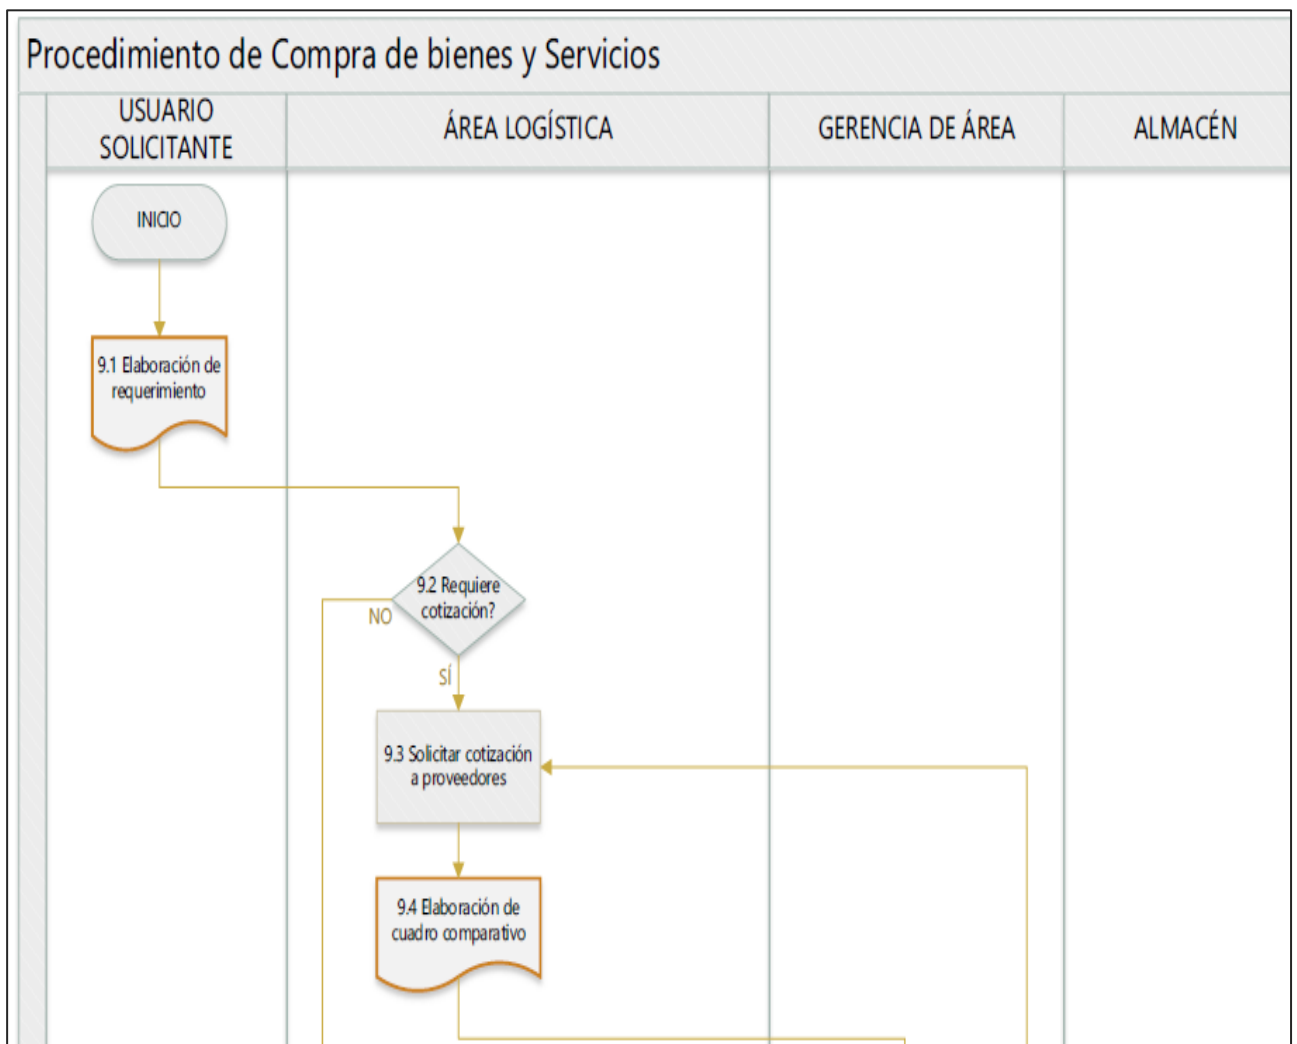 Procedimiento de Compra de bienes y Servicios
USUARIO
SOLICITANTE
ÁREA LOGÍSTICA
GERENCIA DE ÁREA
ALMACÉN
INICIO
9.1 Elaboración de
requerimiento
9.2 Requiere
cotización?
NO
SÍ
9.3 Solicitar cotización
a proveedores
9.4 Elaboración de
cuadro comparativo